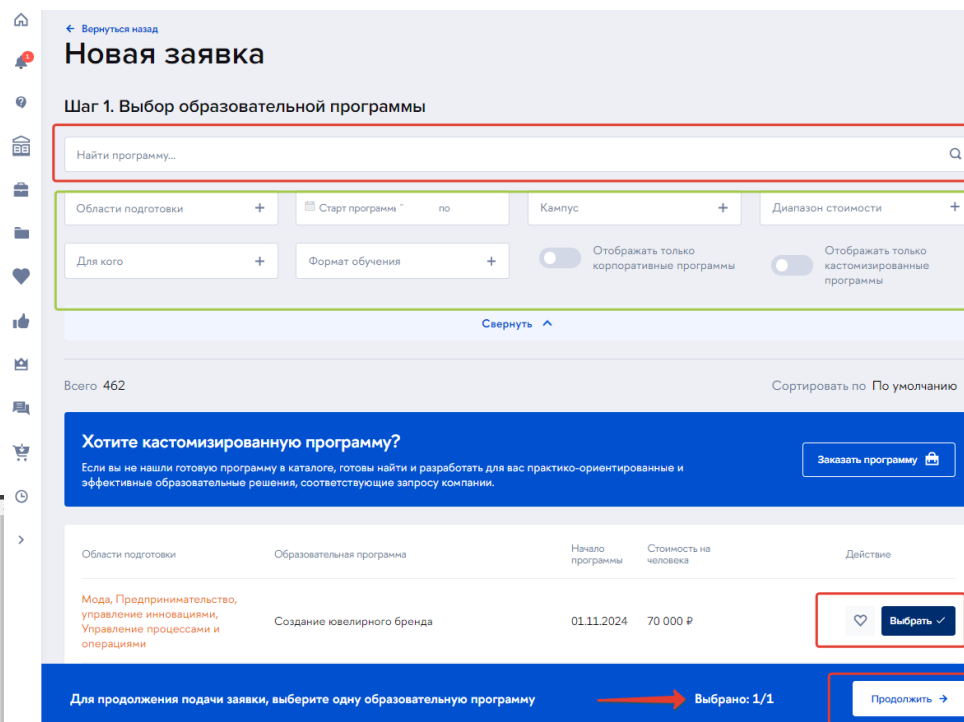 1
Вернуться назад
Новая заявка
Шаг 1. Выбор образовательной программы
Найти программу...
Области подготовки
Старт программы
по
Кампус
Диапазон стоимости
Для кого
Формат обучения
Отображать только
корпоративные программы
Отображать только
кастомизированные
программы
Свернуть
Всего 462
Сортировать по По умолчанию
Хотите кастомизированную программу?
Если вы не нашли готовую программу в каталоге, готовы найти и разработать для вас практико-ориентированные и
эффективные образовательные решения, соответствующие запросу компании.
Заказать программу
Области подготовки
Образовательная программа
Начало
программы
Стоимость на
человека
Действие
Мода, Предпринимательство,
управление инновациями,
Управление процессами и
операциями
Создание ювелирного бренда
01.11.2024
70 000 ₽
Выбрать
Для продолжения подачи заявки, выберите одну образовательную программу
Выбрано: 1/1
Продолжить